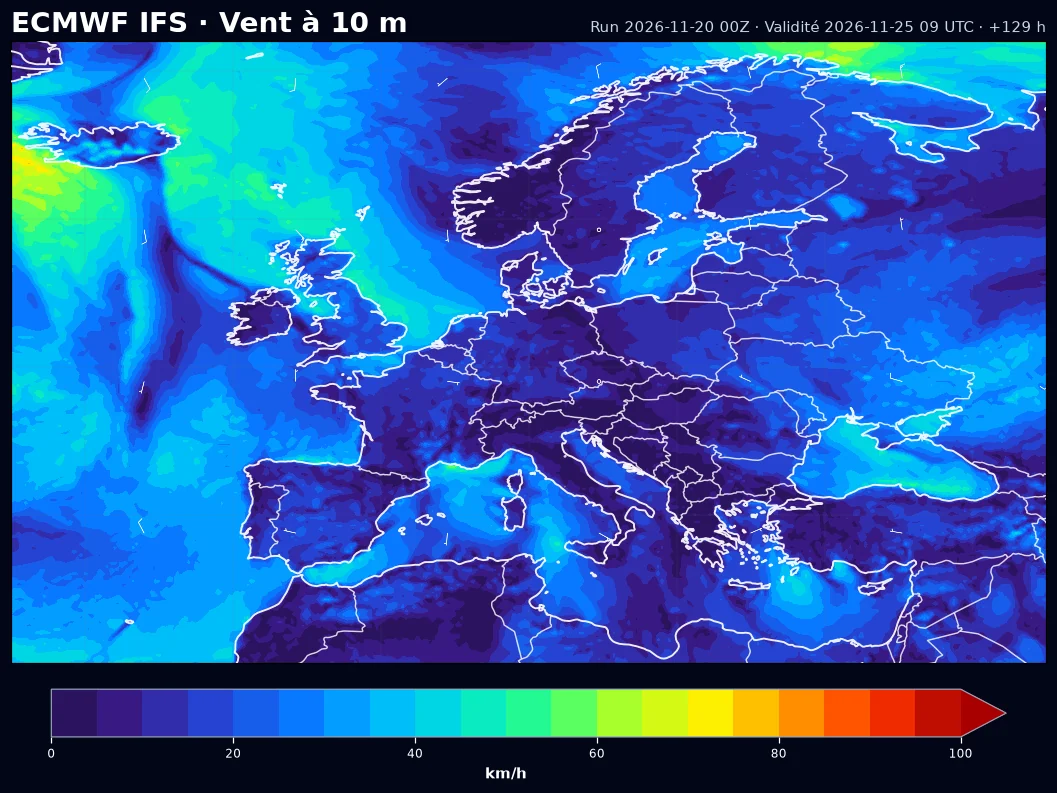 ECMWF IFS · Vent à 10 m
Run 2026-11-20 00Z · Validité 2026-11-25 09 UTC · +129 h
0 20 40 60 80 100
km/h